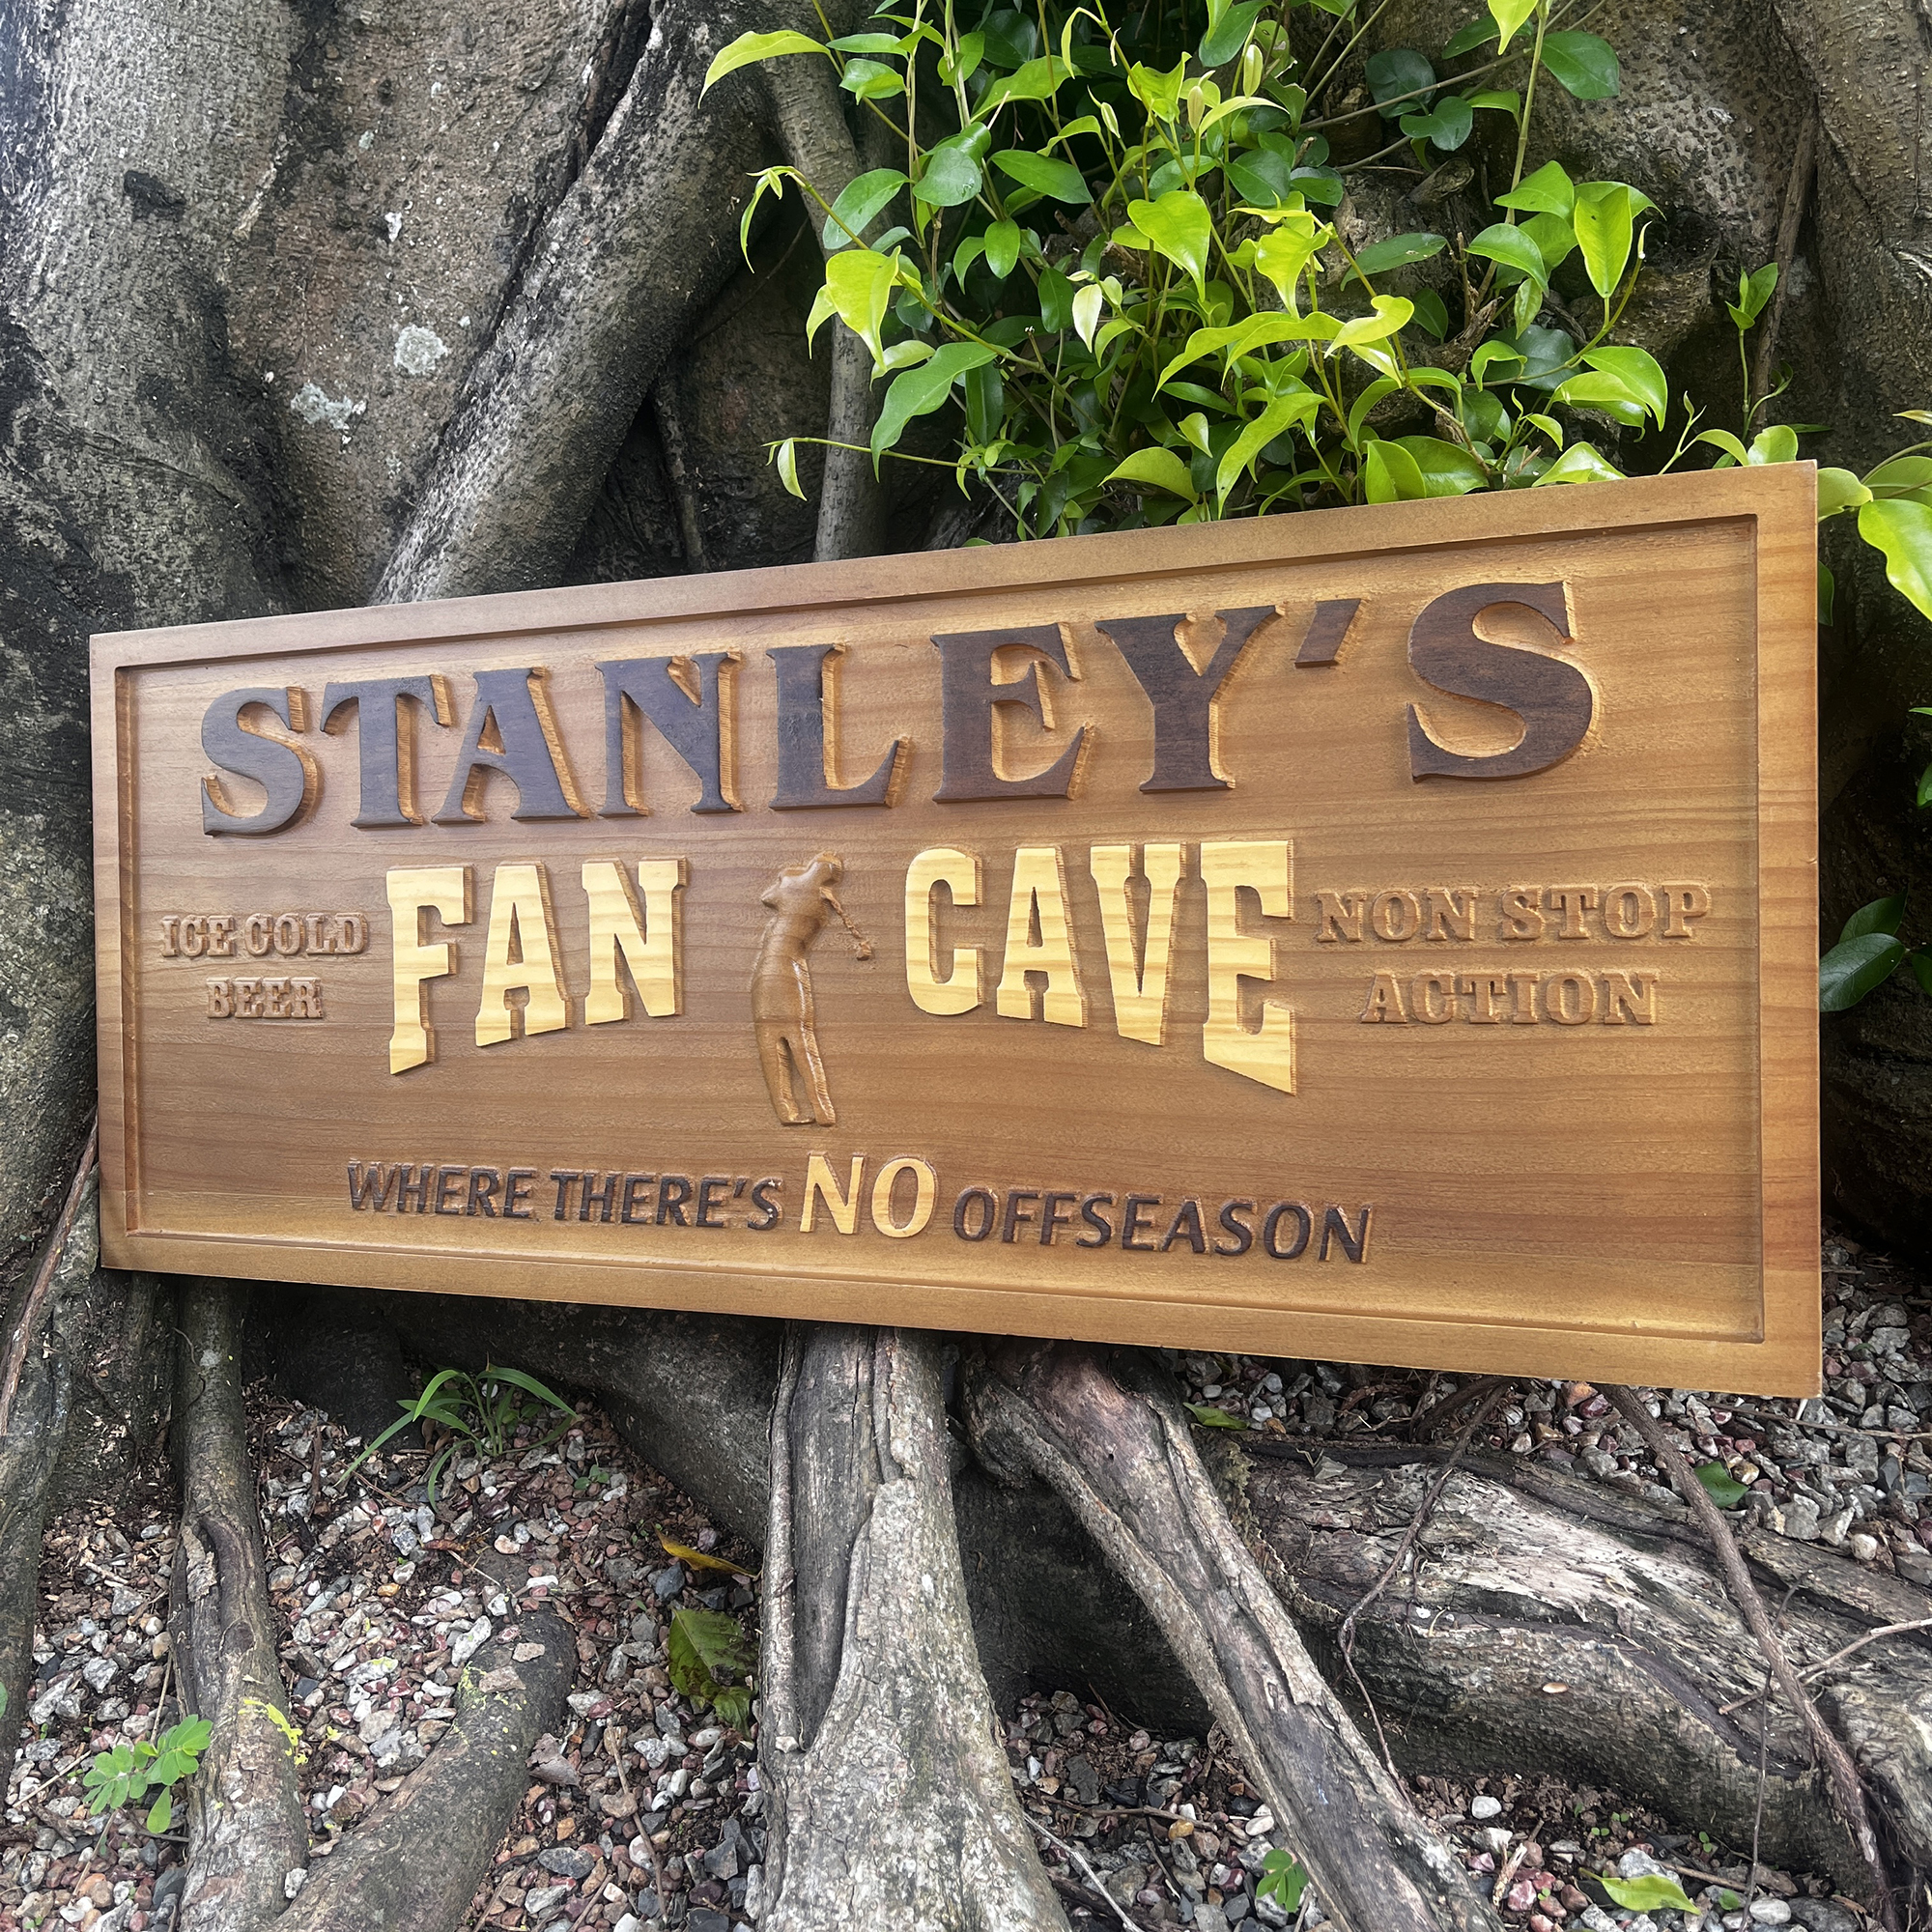 STANLEY'S
FAN CAVE
ICE COLD
BEER
NON STOP
ACTION
WHERE THERE'S NO OFFSEASON